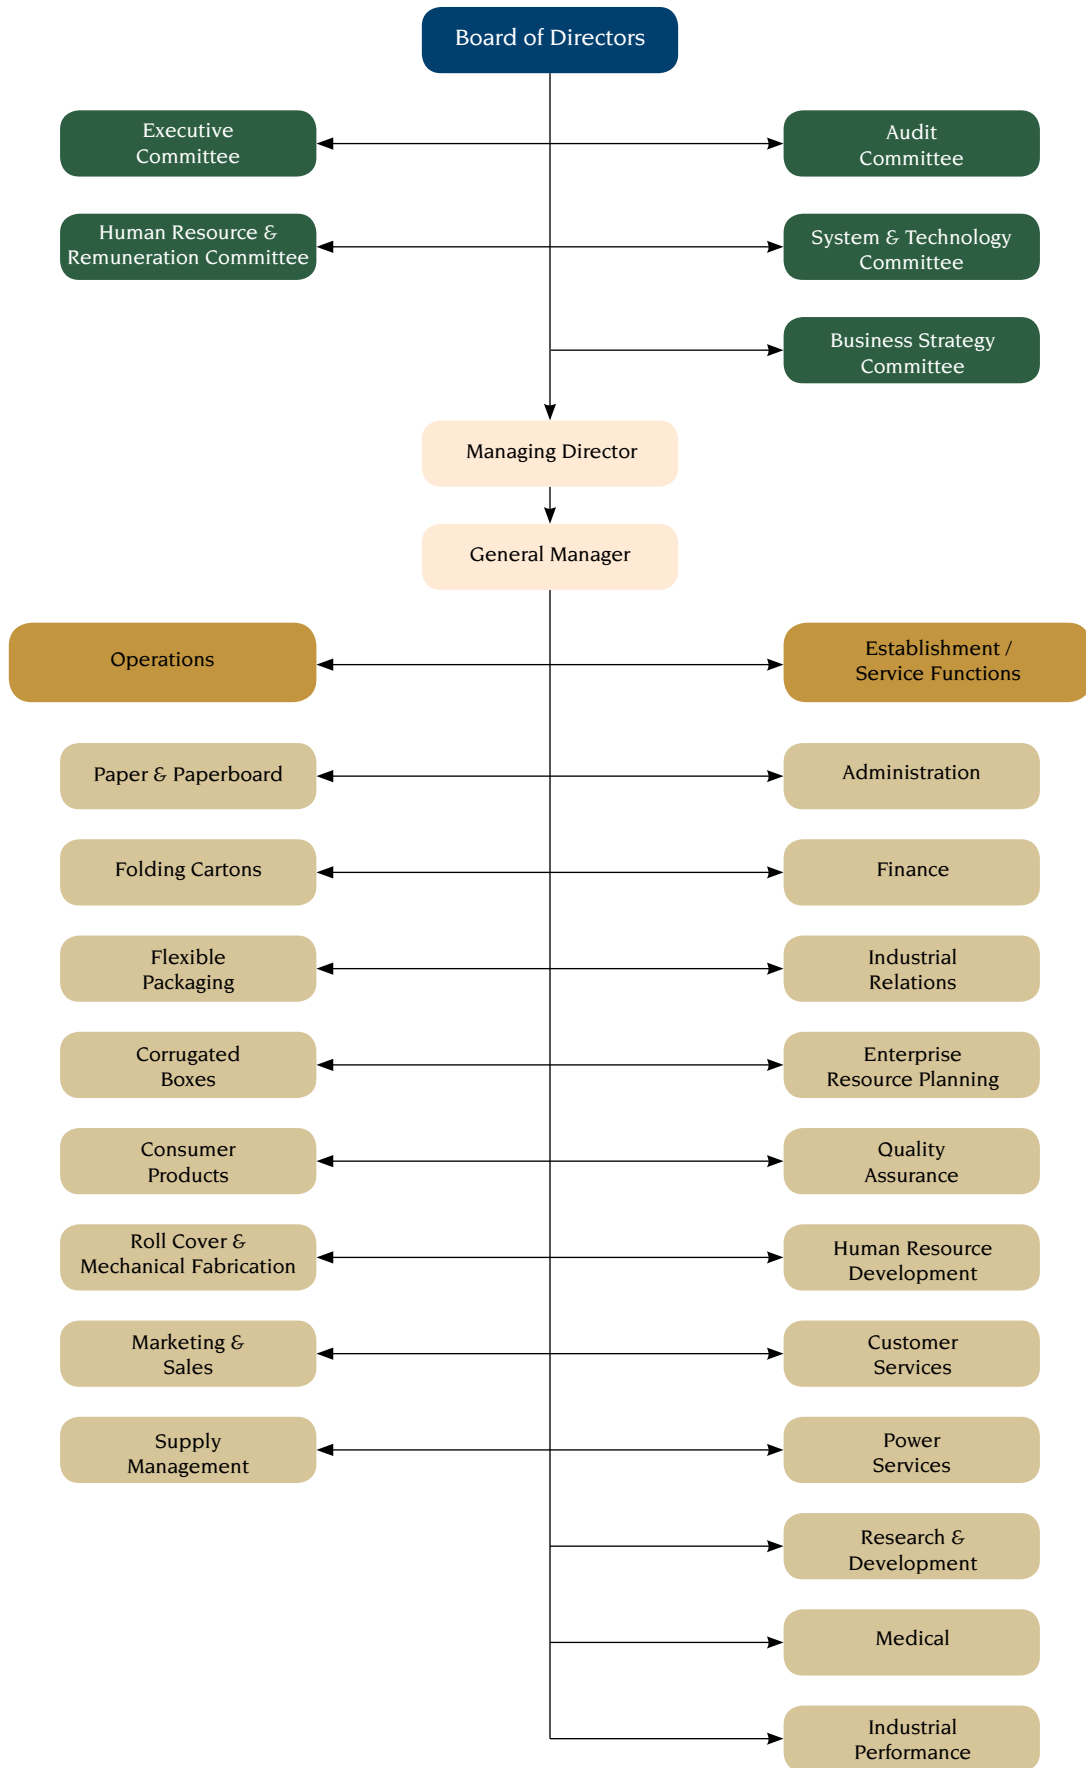 Board of Directors
Executive
Committee
Audit
Committee
Human Resource &
Remuneration Committee
System & Technology
Committee
Business Strategy
Committee
Managing Director
General Manager
Operations
Establishment /
Service Functions
Paper & Paperboard
Administration
Folding Cartons
Finance
Flexible
Packaging
Industrial
Relations
Corrugated
Boxes
Enterprise
Resource Planning
Consumer
Products
Quality
Assurance
Roll Cover &
Mechanical Fabrication
Human Resource
Development
Marketing &
Sales
Customer
Services
Supply
Management
Power
Services
Research &
Development
Medical
Industrial
Performance